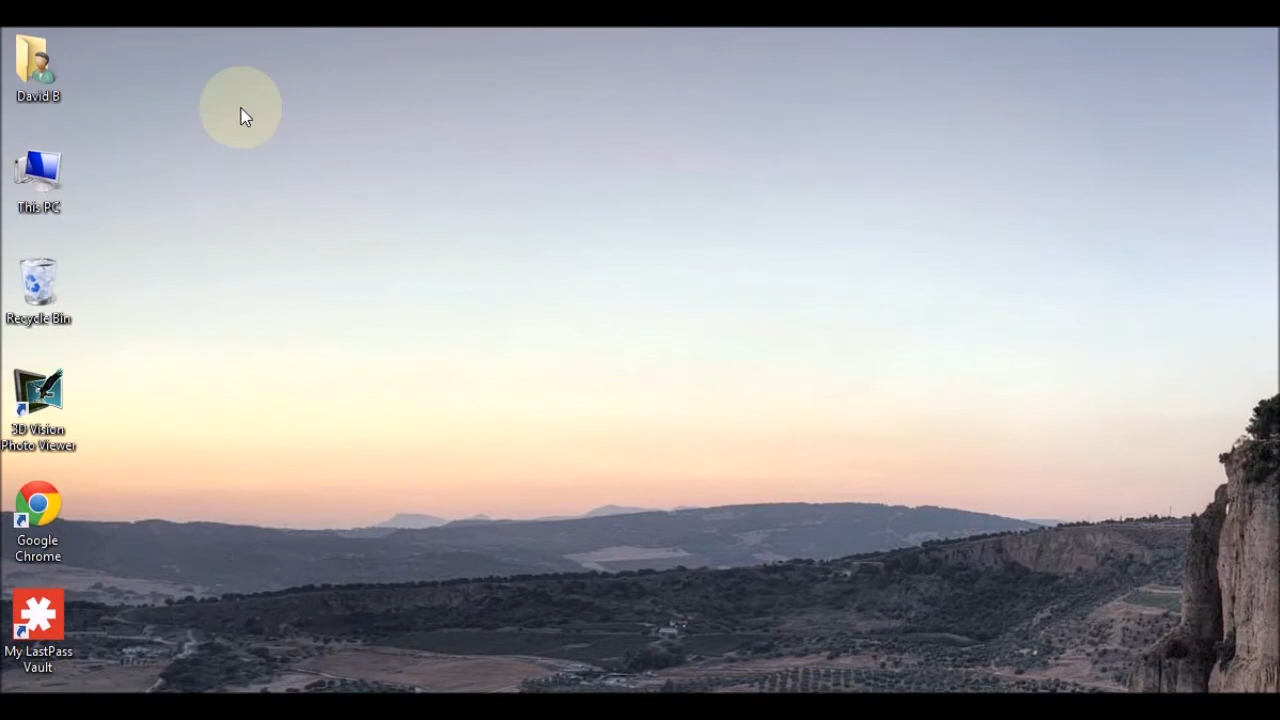 David B
This PC
Recycle Bin
3D Vision
Photo Viewer
Google
Chrome
My LastPass
Vault